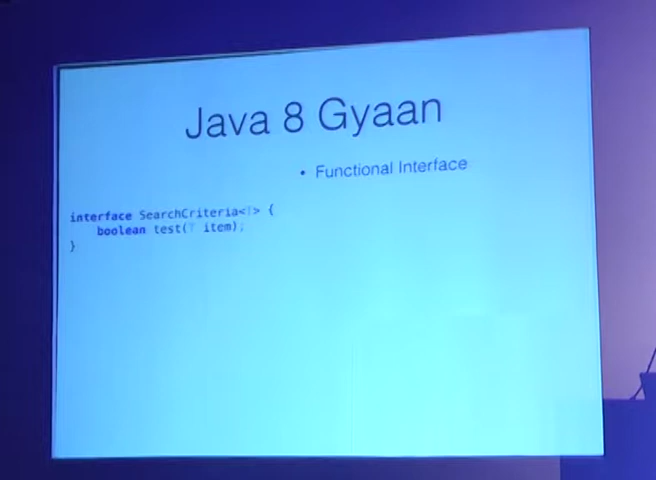 Java 8 Gyaan
• Functional Interface
interface SearchCriteria<T> {
boolean test(T item);
}